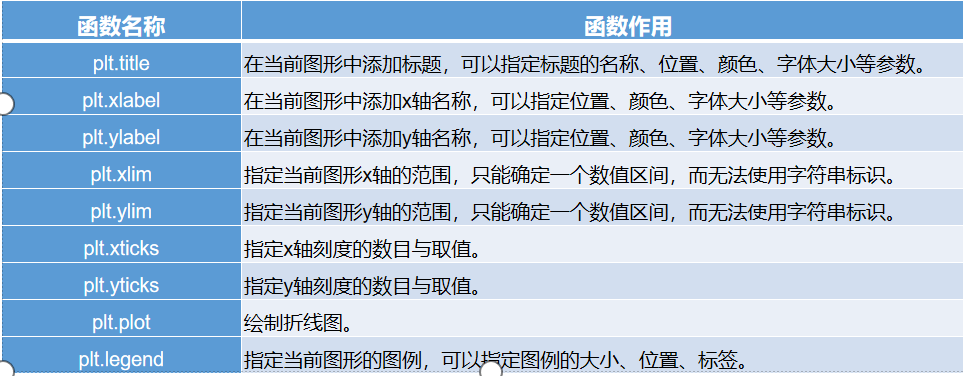 函数名称 函数作用
plt.title 在当前图形中添加标题，可以指定标题的名称、位置、颜色、字体大小等参数。
plt.xlabel 在当前图形中添加x轴名称，可以指定位置、颜色、字体大小等参数。
plt.ylabel 在当前图形中添加y轴名称，可以指定位置、颜色、字体大小等参数。
plt.xlim 指定当前图形x轴的范围，只能确定一个数值区间，而无法使用字符串标识。
plt.ylim 指定当前图形y轴的范围，只能确定一个数值区间，而无法使用字符串标识。
plt.xticks 指定x轴刻度的数目与取值。
plt.yticks 指定y轴刻度的数目与取值。
plt.plot 绘制折线图。
plt.legend 指定当前图形的图例，可以指定图例的大小、位置、标签。